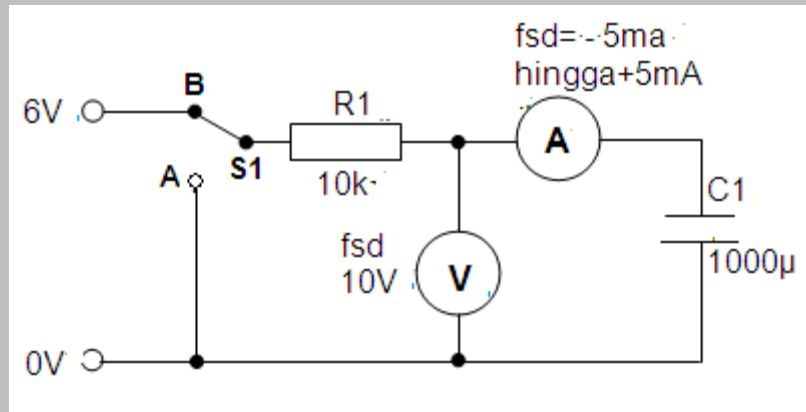 fsd=--5ma
hingga+5mA
B
6V
R1
A
S1
10k
A
C1
1000µ
fsd
10V
V
0V